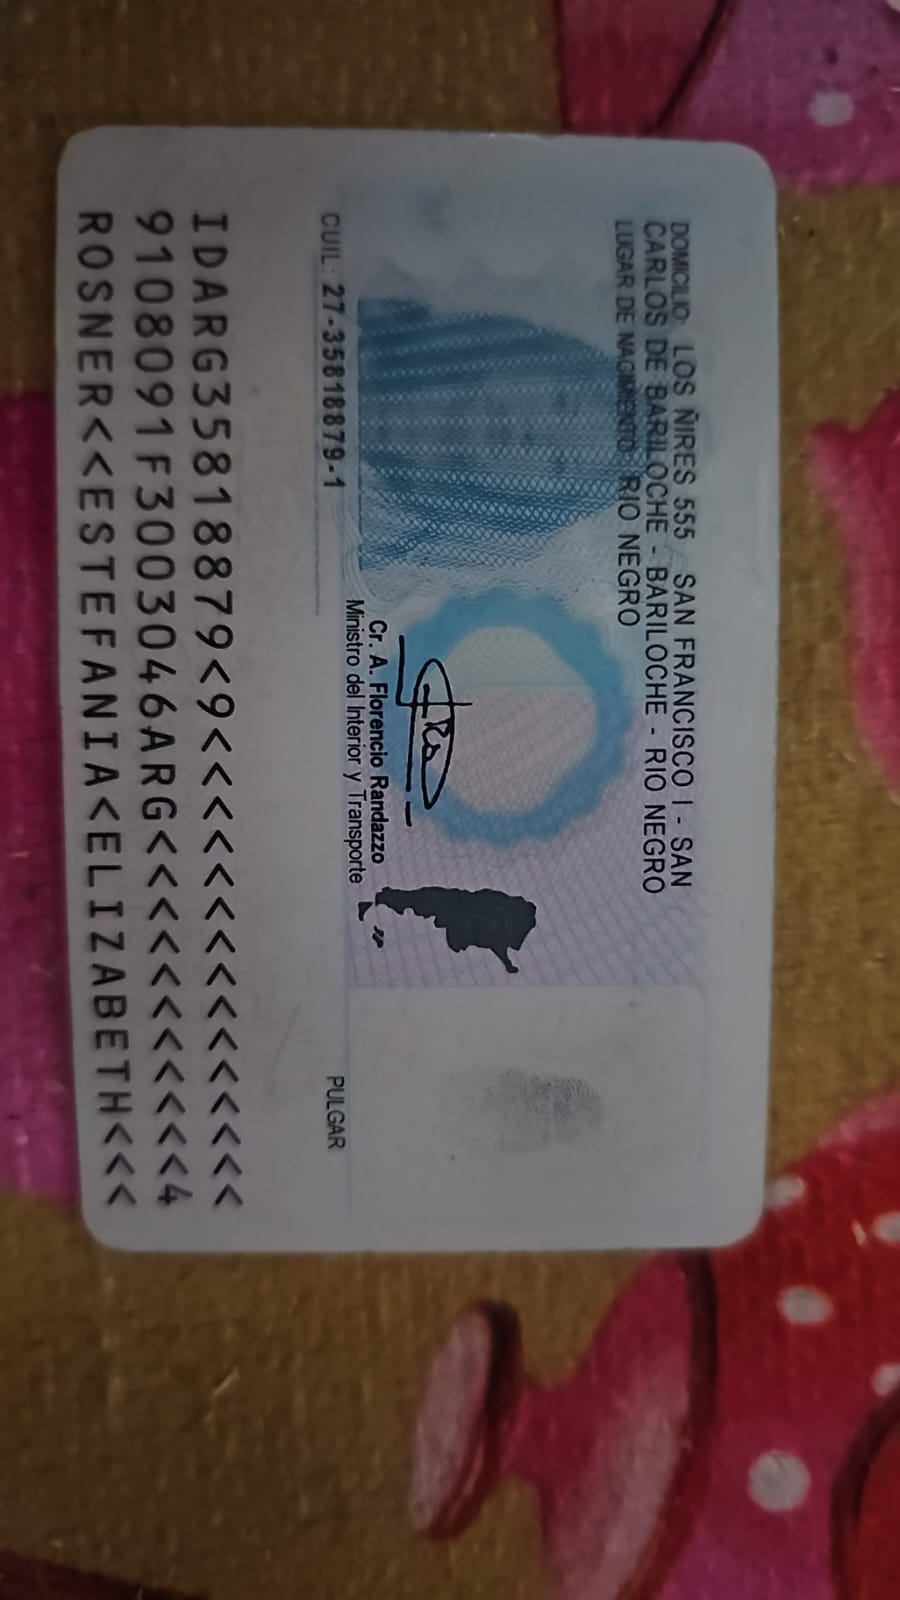 DOMICILIO: LOS ÑIRES 555 SAN FRANCISCO I - SAN
CARLOS DE BARILOCHE - BARILOCHE - RIO NEGRO
LUGAR DE NACIMIENTO: RIO NEGRO
Cr. A. Florencio Randazzo
Ministro del Interior y Transporte
CUIL: 27-35818879-1
PULGAR
IDARG35818879<9<<<<<<<<<<<<<<<
9108091F3003046ARG<<<<<<<<<<<4
ROSNER<<ESTEFANIA<ELIZABETH<<<